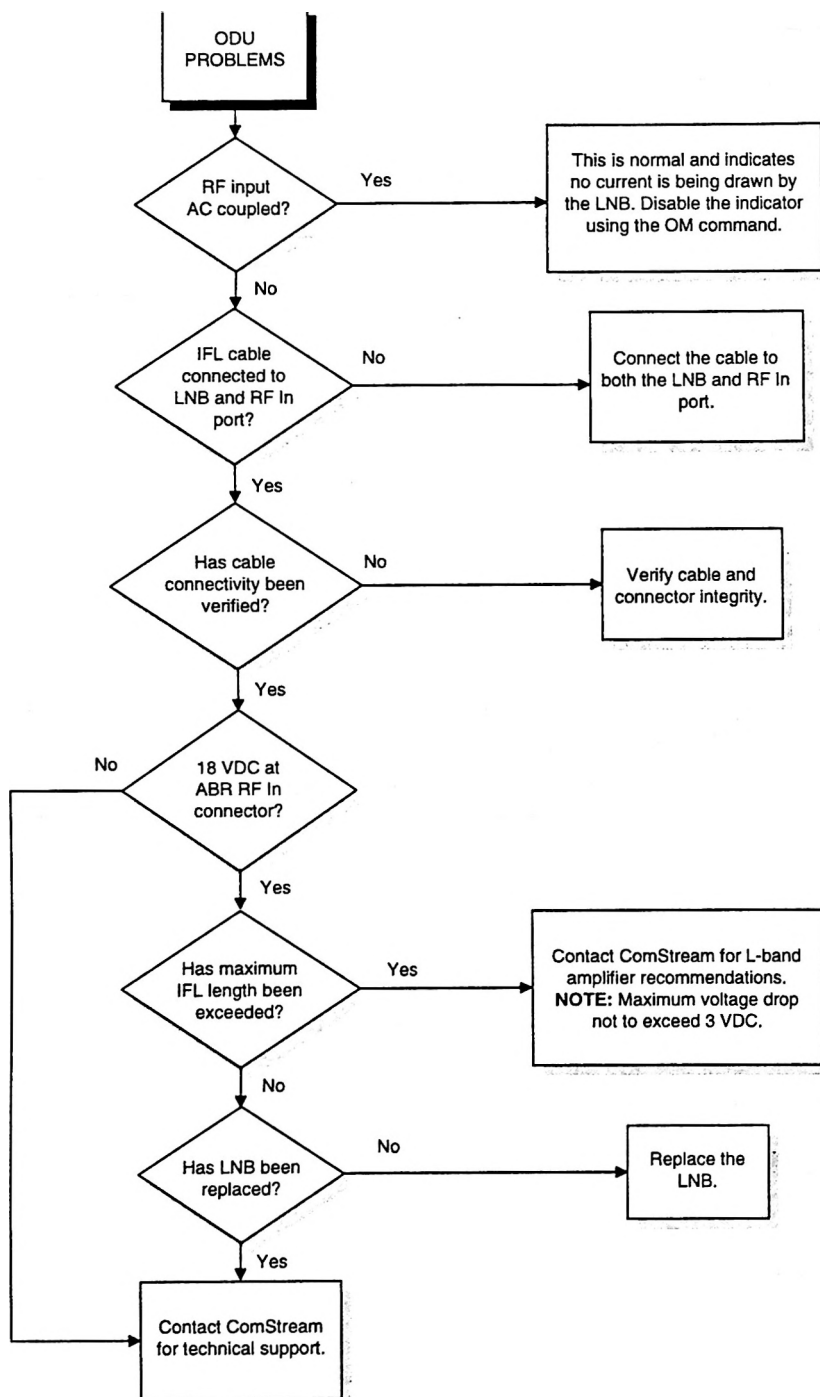 ODU
PROBLEMS
RF input
AC coupled?
Yes
This is normal and indicates
no current is being drawn by
the LNB. Disable the indicator
using the OM command.
No
IFL cable
connected to
LNB and RF In
port?
No
Connect the cable to
both the LNB and RF In
port.
Yes
Has cable
connectivity been
verified?
No
Verify cable and
connector integrity.
Yes
No
18 VDC at
ABR RF In
connector?
Yes
Has maximum
IFL length been
exceeded?
Yes
Contact ComStream for L-band
amplifier recommendations.
NOTE: Maximum voltage drop
not to exceed 3 VDC.
No
Has LNB been
replaced?
No
Replace the
LNB.
Yes
Contact ComStream
for technical support.